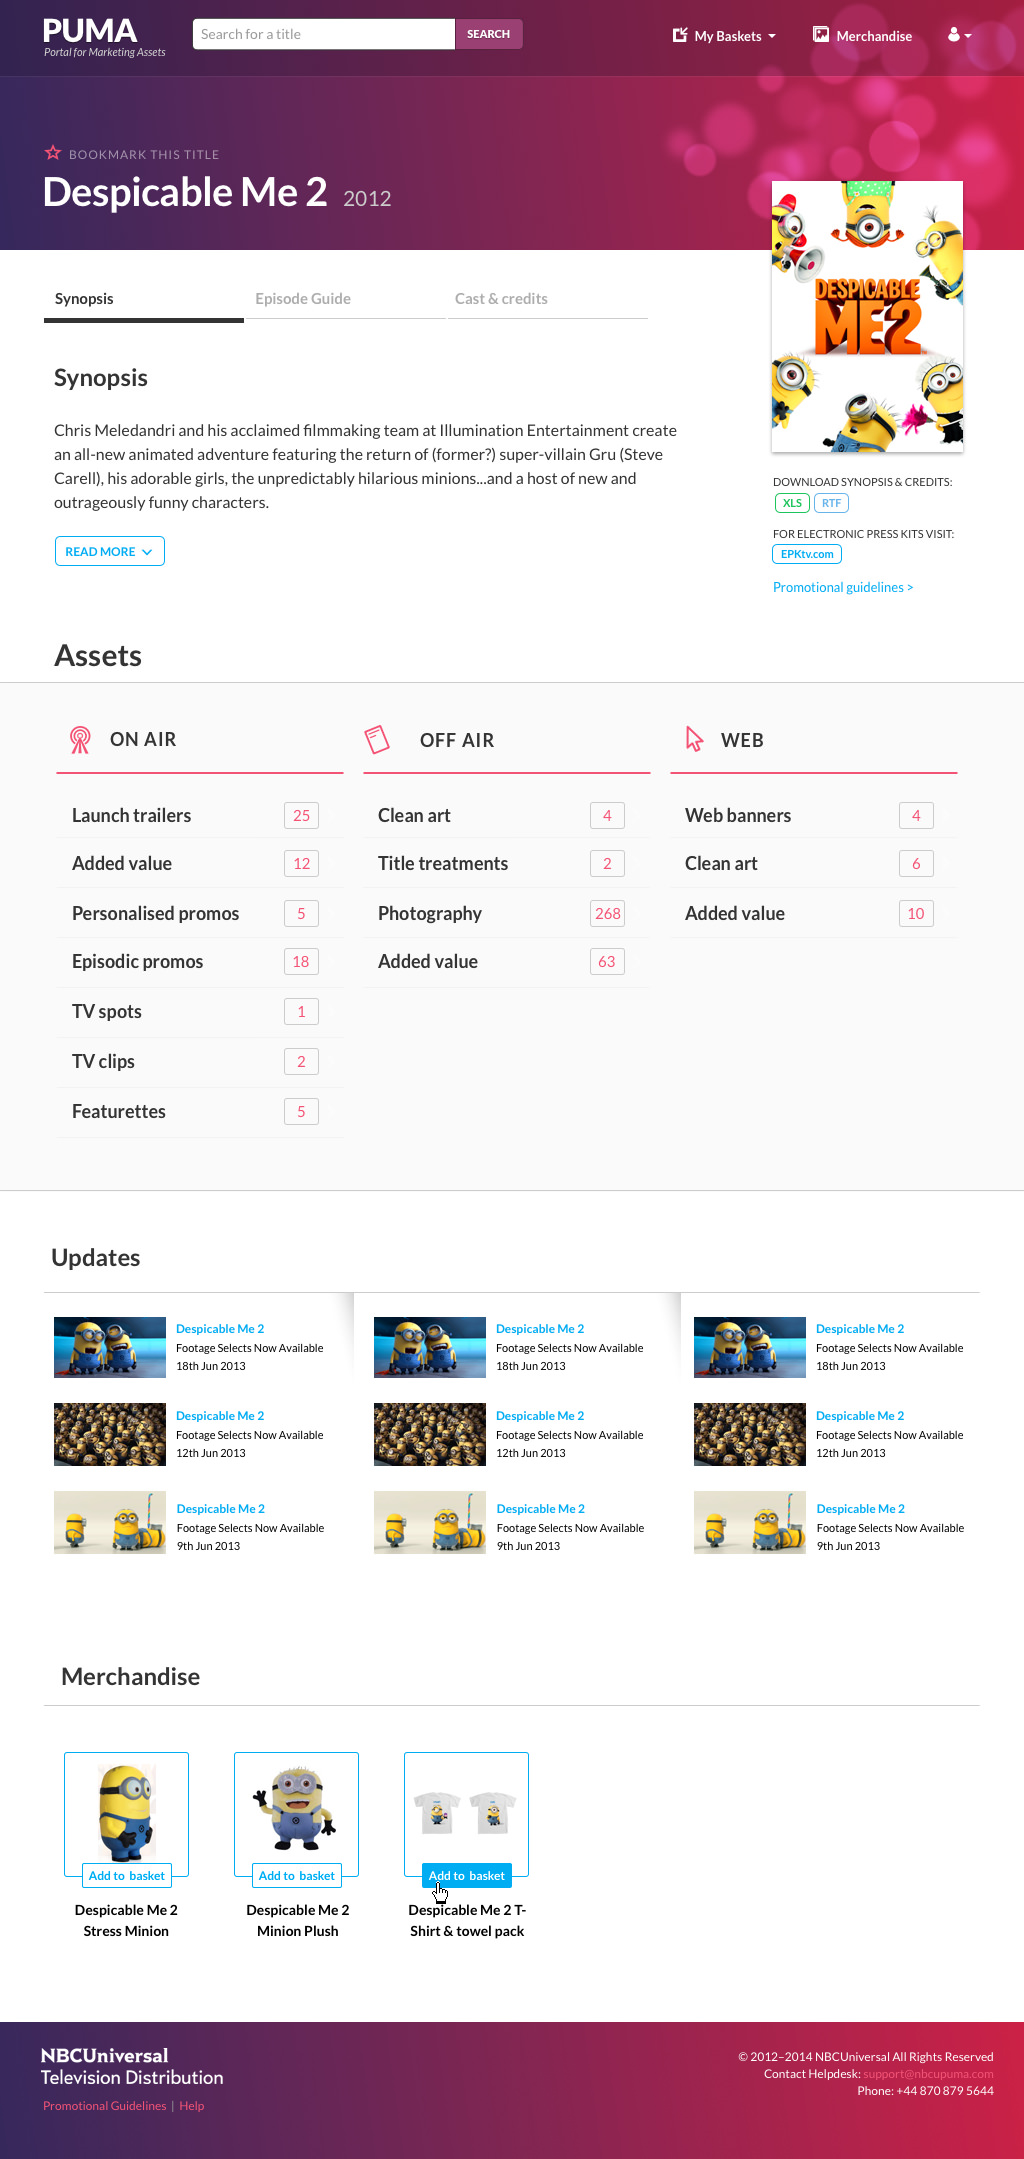 PUMA
Portal for Marketing Assets
Search for a title
SEARCH
My Baskets
Merchandise
BOOKMARK THIS TITLE
Despicable Me 2 2012
DESPICABLE
ME2
Synopsis
Episode Guide
Cast & credits
Synopsis
Chris Meledandri and his acclaimed filmmaking team at Illumination Entertainment create
an all-new animated adventure featuring the return of (former?) super-villain Gru (Steve
Carell), his adorable girls, the unpredictably hilarious minions...and a host of new and
outrageously funny characters.
READ MORE
DOWNLOAD SYNOPSIS & CREDITS:
XLS RTF
FOR ELECTRONIC PRESS KITS VISIT:
EPKtv.com
Promotional guidelines >
Assets
ON AIR
Launch trailers 25
Added value 12
Personalised promos 5
Episodic promos 18
TV spots 1
TV clips 2
Featurettes 5
OFF AIR
Clean art 4
Title treatments 2
Photography 268
Added value 63
WEB
Web banners 4
Clean art 6
Added value 10
Updates
Despicable Me 2
Footage Selects Now Available
18th Jun 2013
Despicable Me 2
Footage Selects Now Available
12th Jun 2013
Despicable Me 2
Footage Selects Now Available
9th Jun 2013
Despicable Me 2
Footage Selects Now Available
18th Jun 2013
Despicable Me 2
Footage Selects Now Available
12th Jun 2013
Despicable Me 2
Footage Selects Now Available
9th Jun 2013
Despicable Me 2
Footage Selects Now Available
18th Jun 2013
Despicable Me 2
Footage Selects Now Available
12th Jun 2013
Despicable Me 2
Footage Selects Now Available
9th Jun 2013
Merchandise
Add to basket
Despicable Me 2
Stress Minion
Add to basket
Despicable Me 2
Minion Plush
Add to basket
Despicable Me 2 T-
Shirt & towel pack
NBCUniversal
Television Distribution
Promotional Guidelines | Help
© 2012–2014 NBCUniversal All Rights Reserved
Contact Helpdesk: support@nbcupuma.com
Phone: +44 870 879 5644